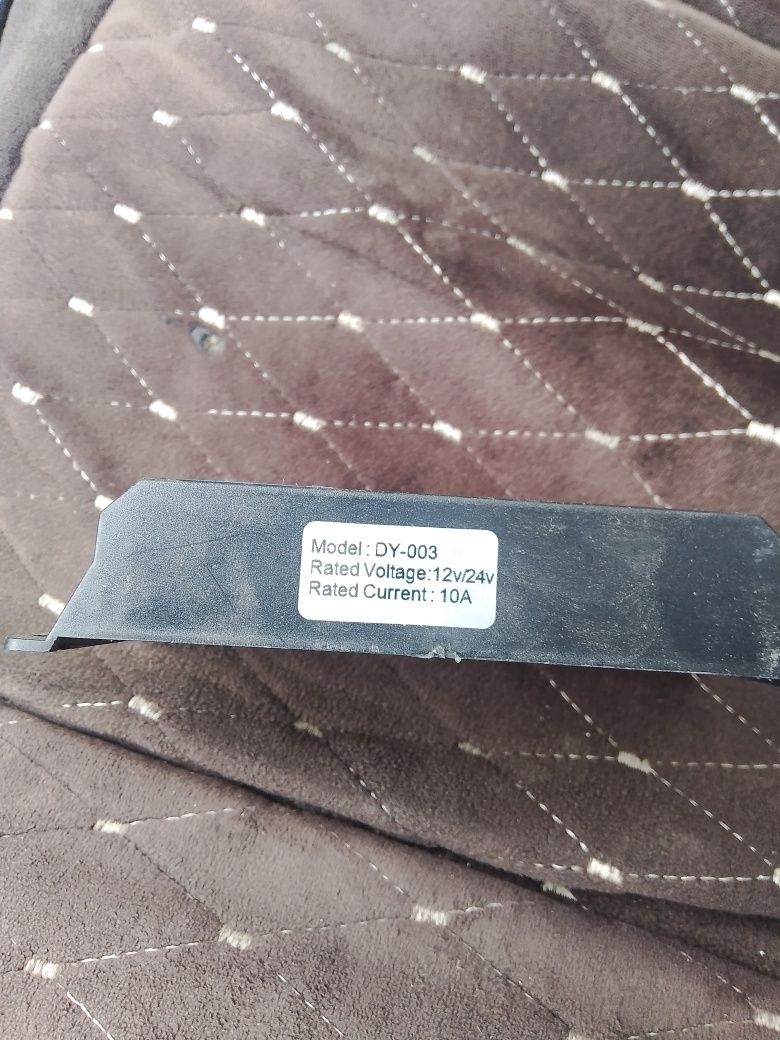 Model : DY-003
Rated Voltage:12v/24v
Rated Current : 10A